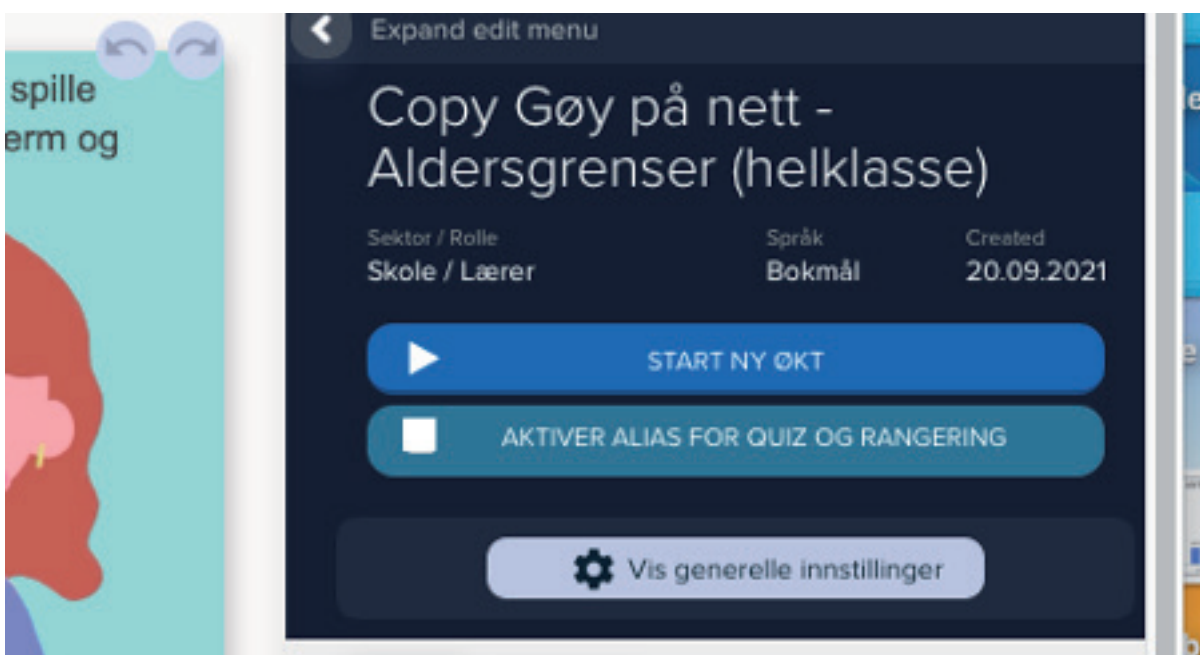 spille
erm og
Expand edit menu
Copy Gøy på nett -
Aldersgrenser (helklasse)
Sektor / Rolle
Språk
Created
Skole / Lærer
Bokmål
20.09.2021
START NY ØKT
AKTIVER ALIAS FOR QUIZ OG RANGERING
Vis generelle innstillinger